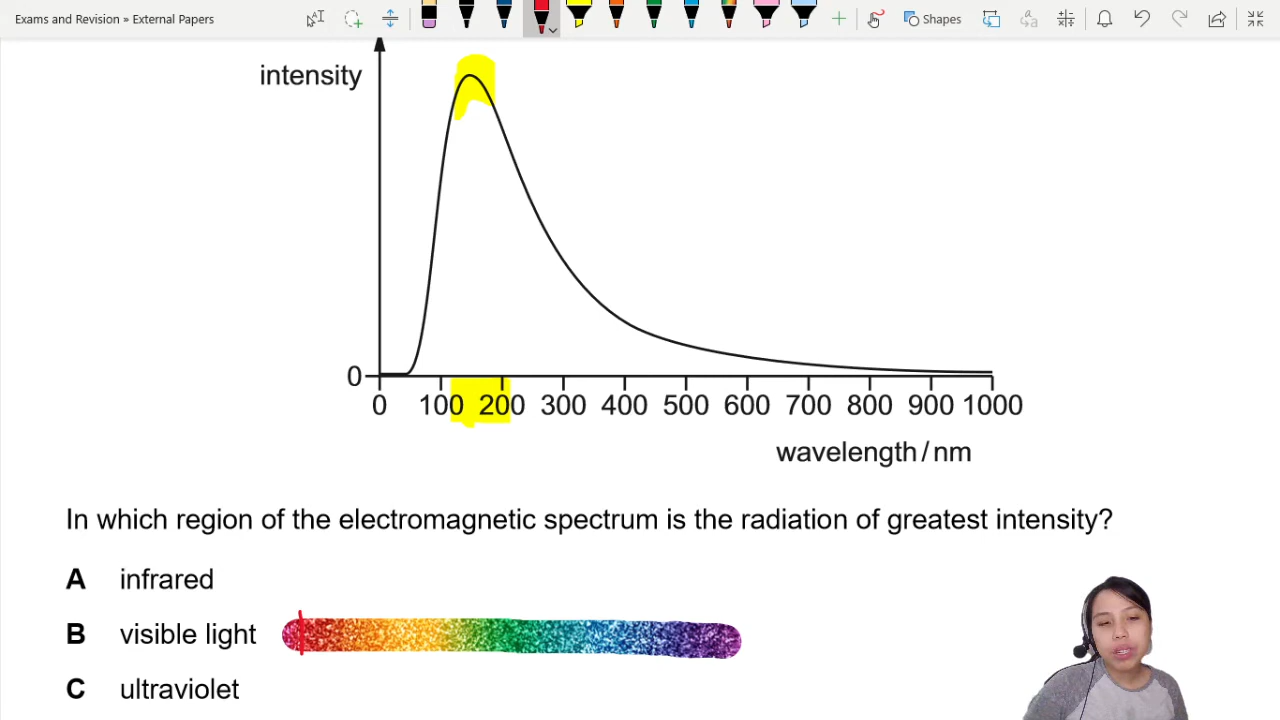 Exams and Revision » External Papers
Shapes
intensity
0
0 100 200 300 400 500 600 700 800 900 1000
wavelength / nm
In which region of the electromagnetic spectrum is the radiation of greatest intensity?
A infrared
B visible light
C ultraviolet